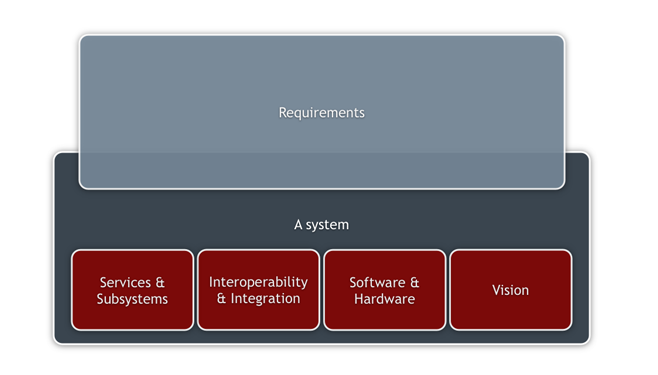 Requirements
A system
Services &
Subsystems
Interoperability
& Integration
Software &
Hardware
Vision